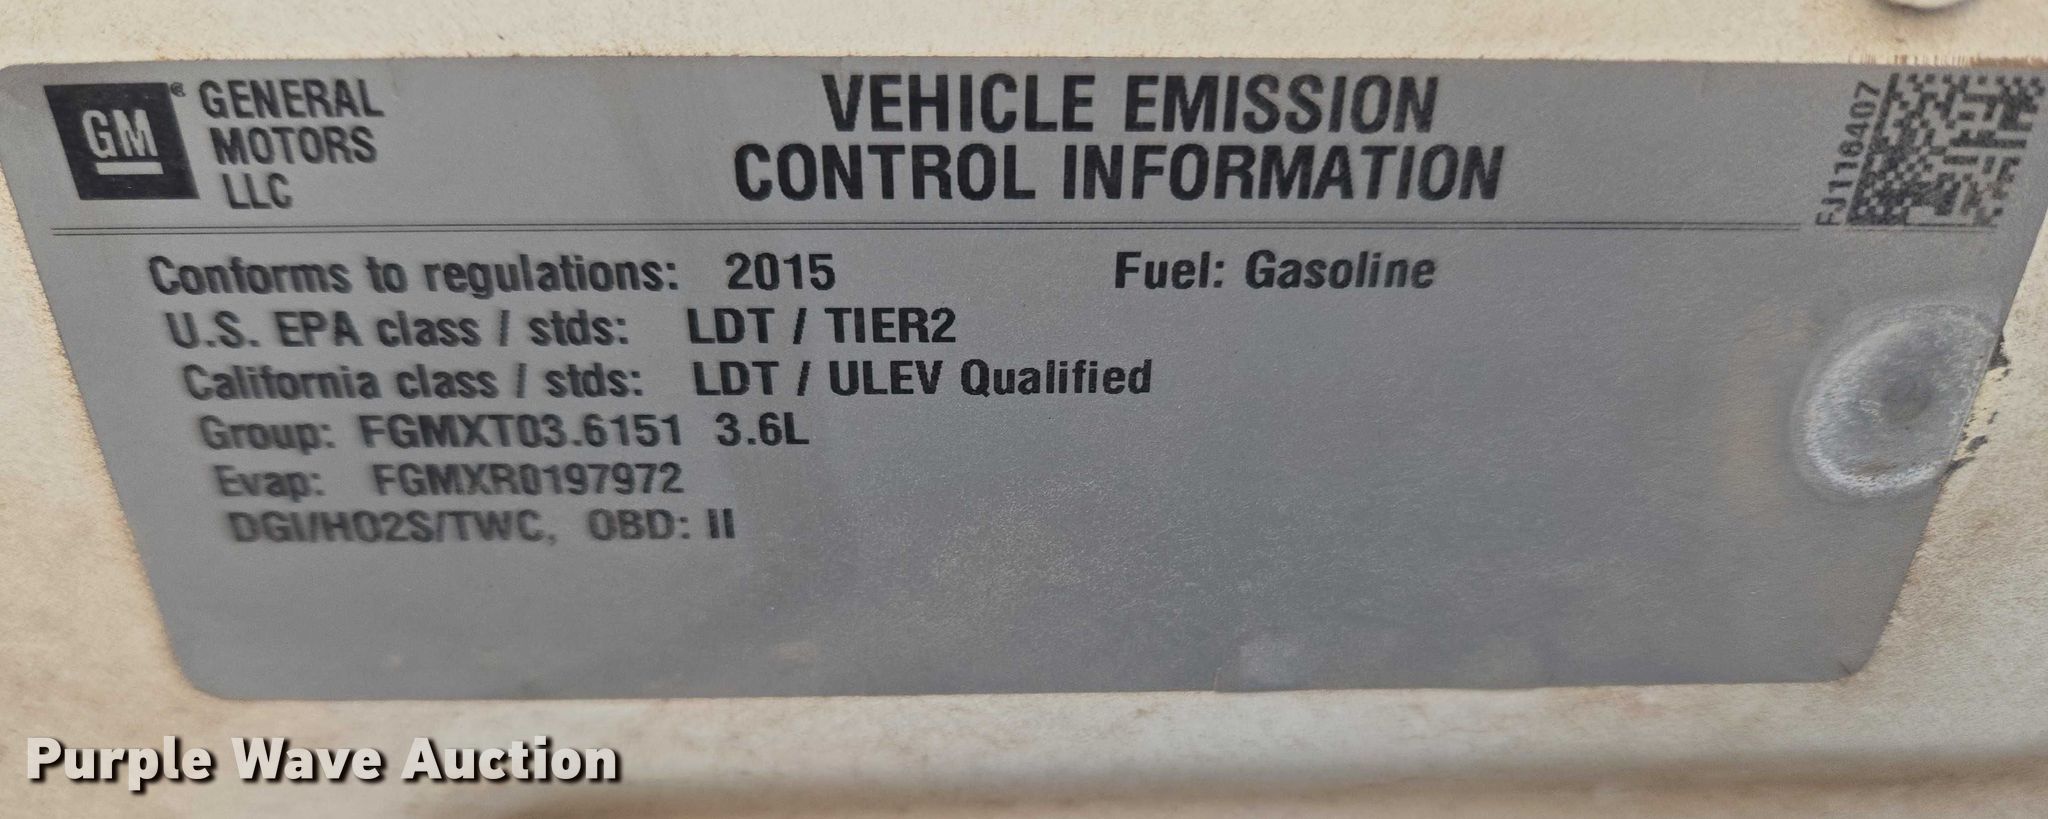 GM
GENERAL
MOTORS
LLC
VEHICLE EMISSION
CONTROL INFORMATION
FJ116407
Conforms to regulations: 2015 Fuel: Gasoline
U.S. EPA class / stds: LDT / TIER2
California class / stds: LDT / ULEV Qualified
Group: FGMXT03.6151 3.6L
Evap: FGMXR0197972
DGI/HO2S/TWC, OBD: II
Purple Wave Auction